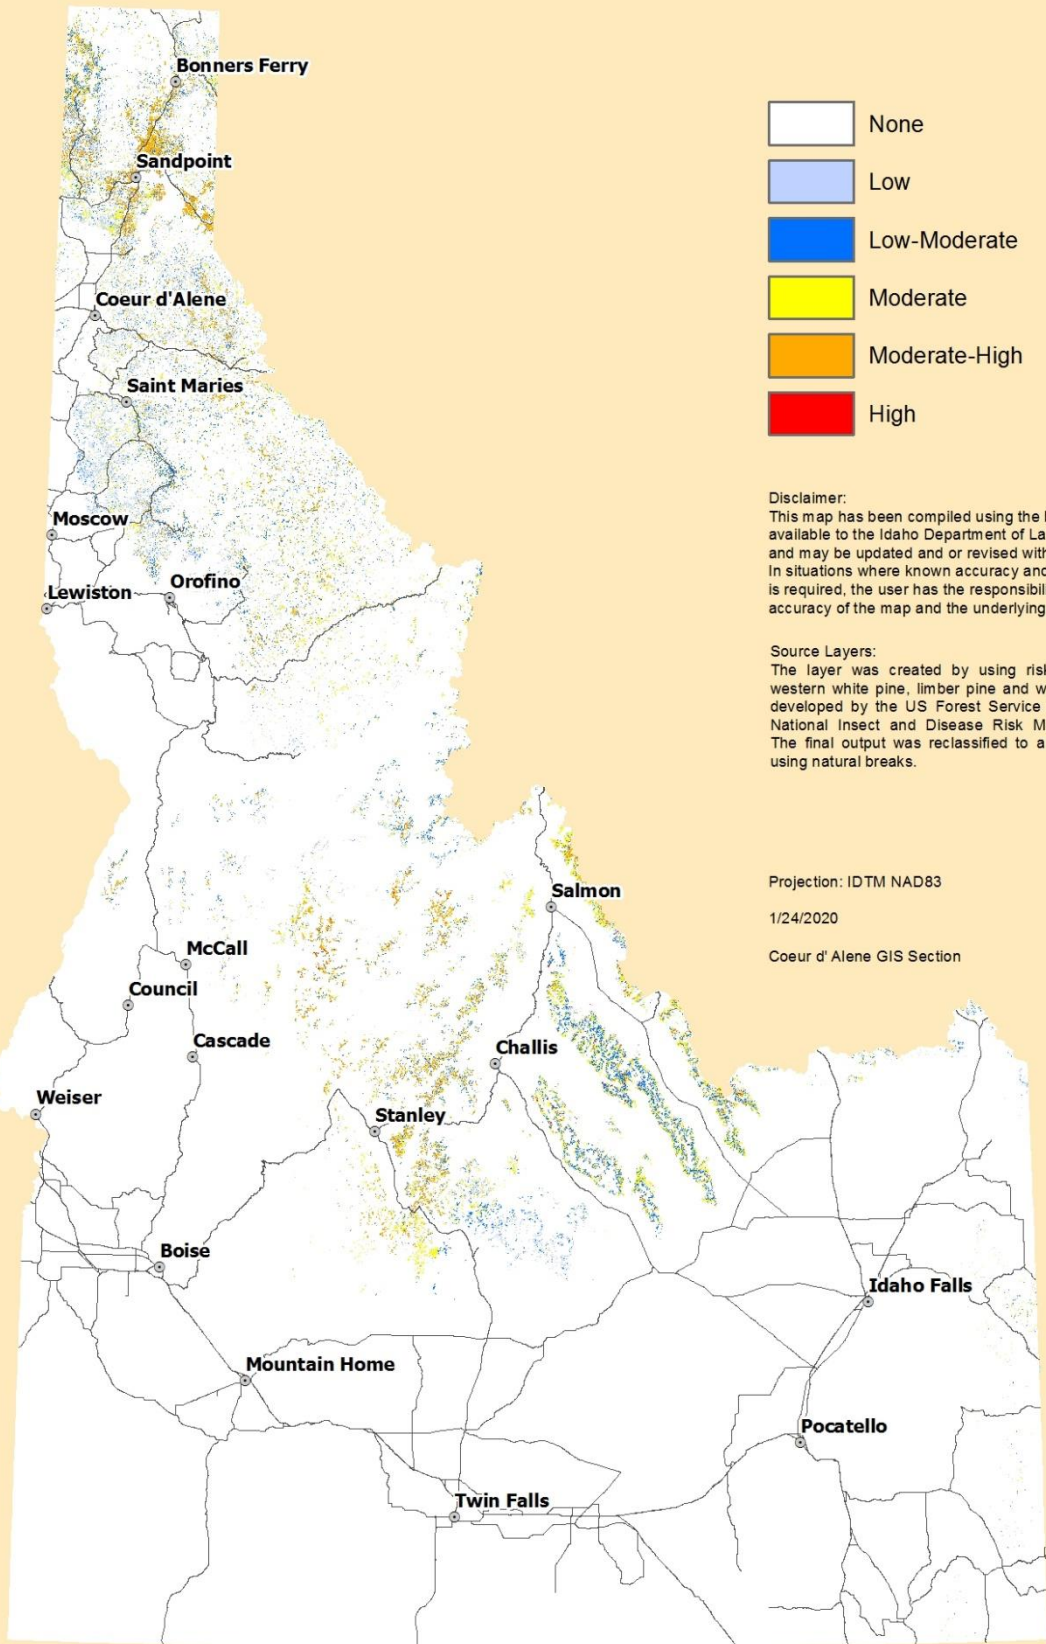 Bonners Ferry
Sandpoint
Coeur d'Alene
Saint Maries
Moscow
Orofino
Lewiston
Salmon
McCall
Council
Cascade
Challis
Weiser
Stanley
Boise
Idaho Falls
Mountain Home
Pocatello
Twin Falls
None
Low
Low-Moderate
Moderate
Moderate-High
High
Disclaimer:
This map has been compiled using the
available to the Idaho Department of La
and may be updated and or revised with
In situations where known accuracy and
is required, the user has the responsibil
accuracy of the map and the underlying
Source Layers:
The layer was created by using risk
western white pine, limber pine and w
developed by the US Forest Service
National Insect and Disease Risk M
The final output was reclassified to a
using natural breaks.
Projection: IDTM NAD83
1/24/2020
Coeur d' Alene GIS Section